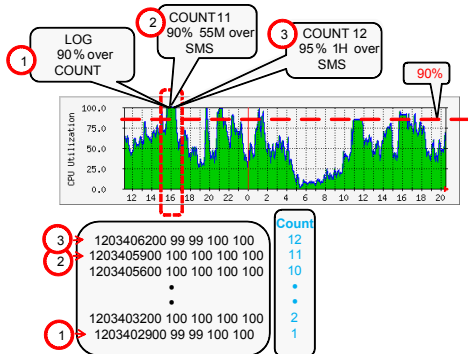 1
LOG
90% over
COUNT
2
COUNT11
90% 55M over
SMS
3
COUNT 12
95% 1H over
SMS
90%
CPU Utilization
100.0
75.0
50.0
25.0
0.0
12 14 16 18 20 22 0 2 4 6 8 10 12 14 16 18 20
Count
3 1203406200 99 99 100 100 12
2 1203405900 100 100 100 100 11
1203405600 100 100 100 100 10
1203403200 100 100 100 100 2
1 1203402900 99 99 100 100 1